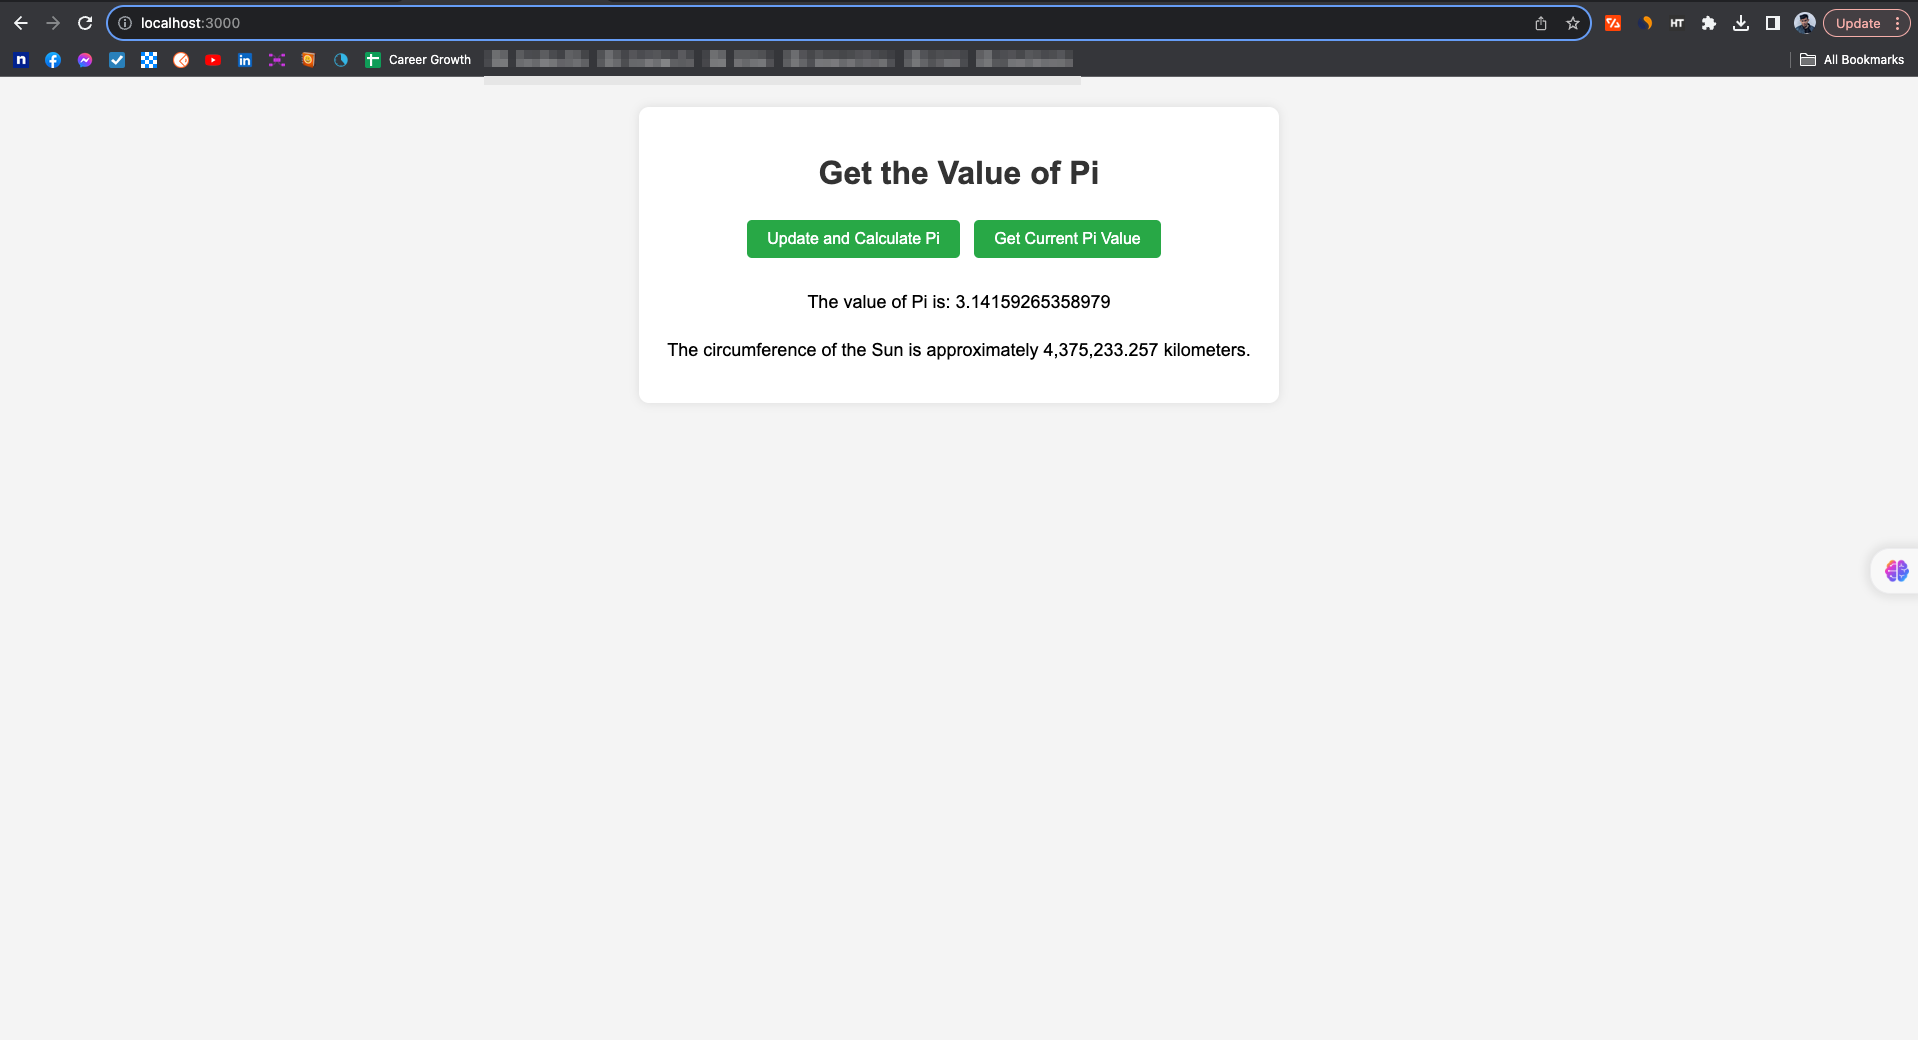 localhost:3000
HT
Update
n
in
Career Growth
All Bookmarks
Get the Value of Pi
Update and Calculate Pi
Get Current Pi Value
The value of Pi is: 3.14159265358979
The circumference of the Sun is approximately 4,375,233.257 kilometers.